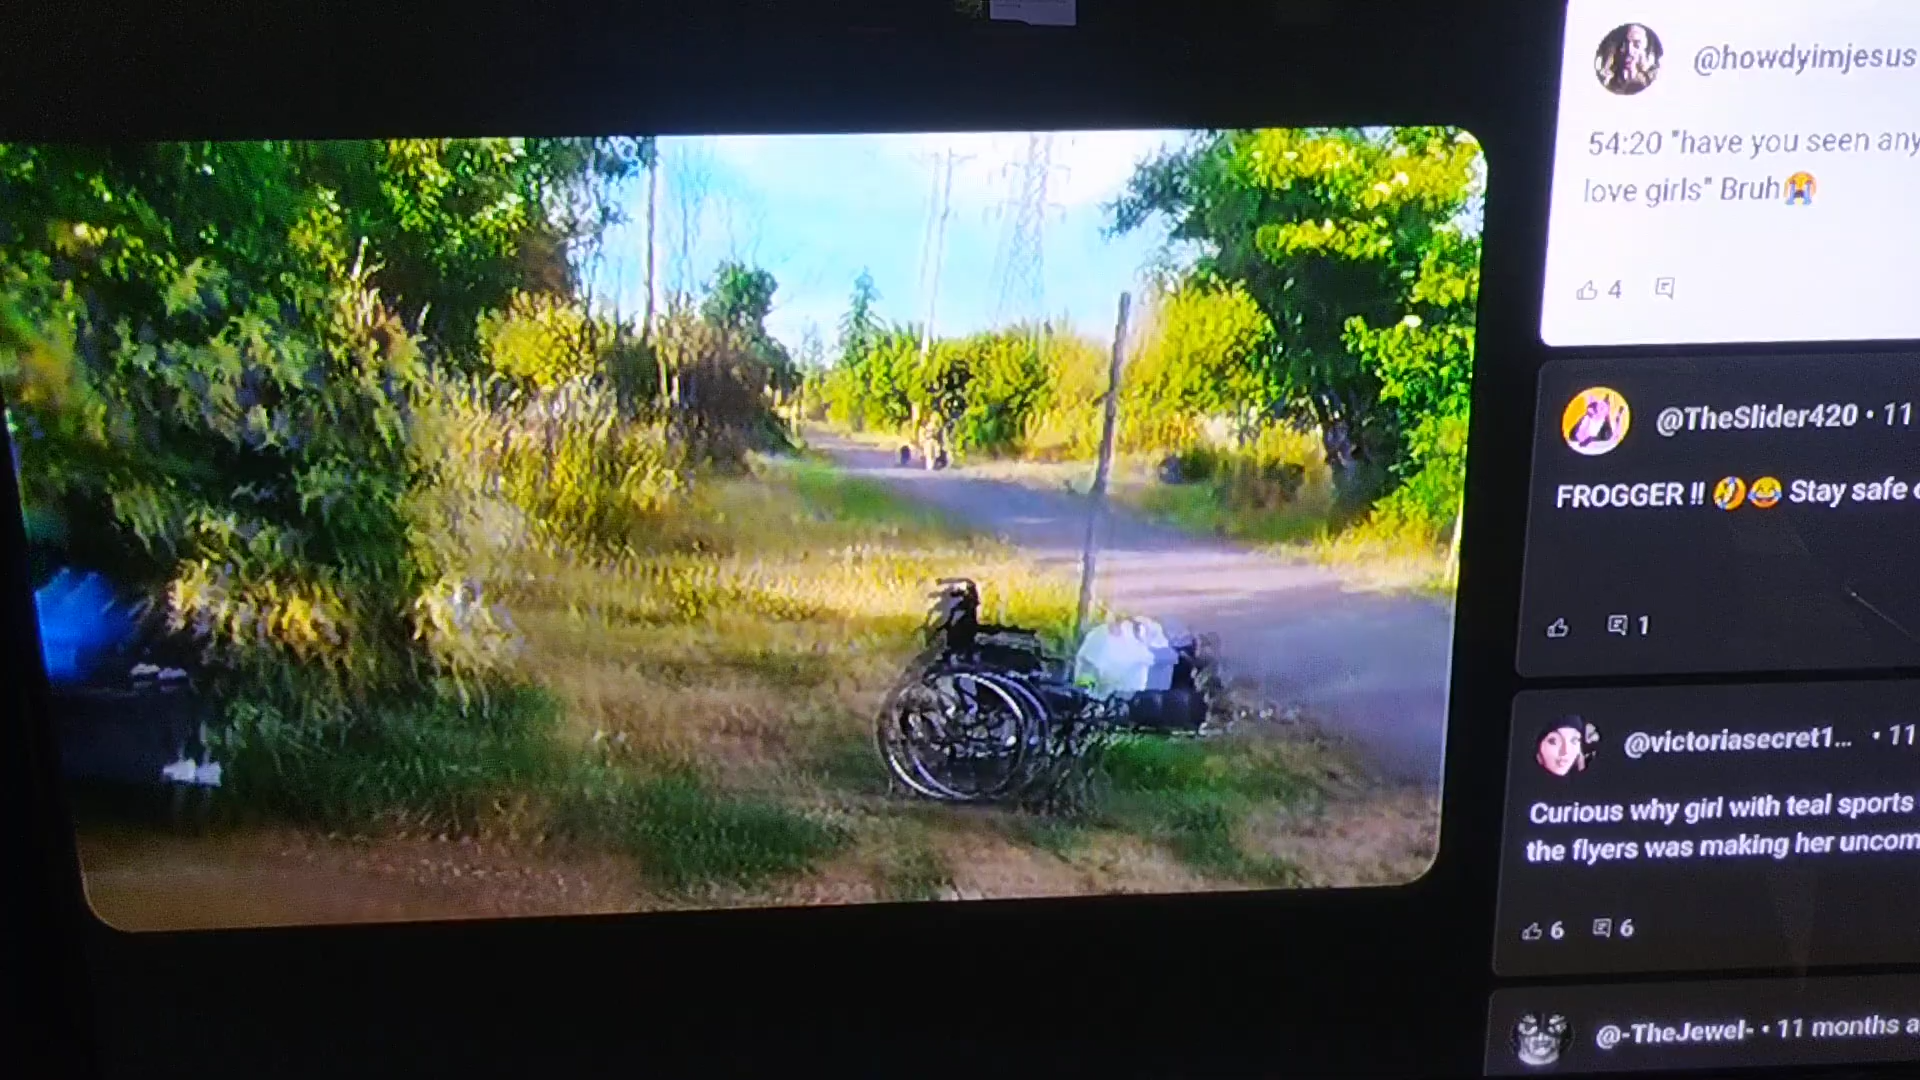 @howdyimjesus
54:20 "have you seen any
love girls" Bruh😭
4
@TheSlider420 • 11
FROGGER !! 🤣😂 Stay safe
1
@victoriasecret1... • 11
Curious why girl with teal sports
the flyers was making her uncom
6 6
@-TheJewel- • 11 months a